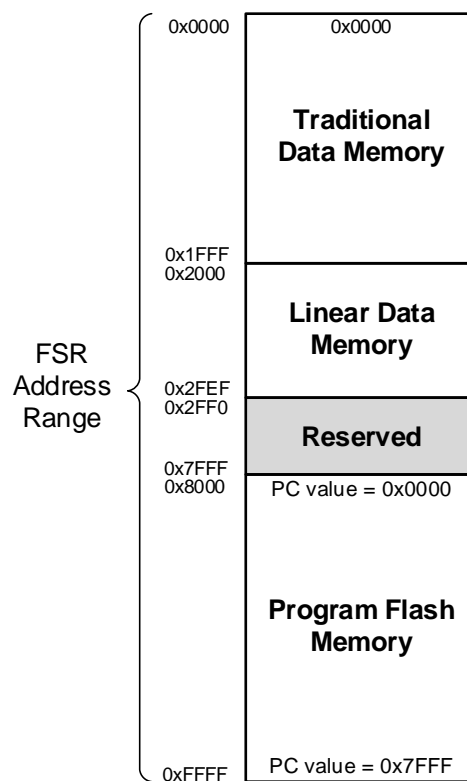 0x0000
0x0000
Traditional
Data Memory
0x1FFF
0x2000
Linear Data
Memory
FSR
Address
Range
0x2FEF
0x2FF0
Reserved
0x7FFF
0x8000
PC value = 0x0000
Program Flash
Memory
0xFFFF
PC value = 0x7FFF